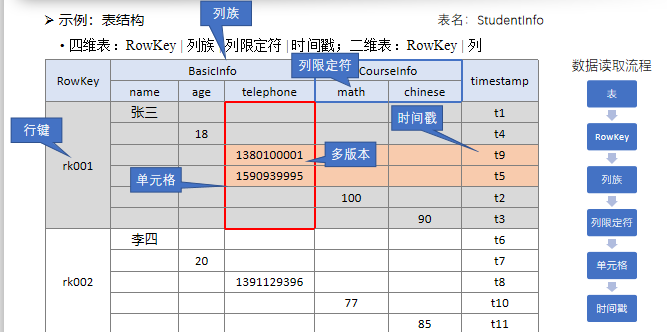 ➢ 示例：表结构
表名：StudentInfo
列族
• 四维表：RowKey | 列族 | 列限定符 | 时间戳；二维表：RowKey | 列
RowKey BasicInfo CourseInfo timestamp
列限定符
name age telephone math chinese
张三 t1
18 t4
时间戳
行键
1380100001 t9
多版本
rk001
1590939995 t5
单元格
100 t2
90 t3
李四 t6
20 t7
rk002 1391129396 t8
77 t10
85 t11
数据读取流程
表
RowKey
列族
列限定符
单元格
时间戳